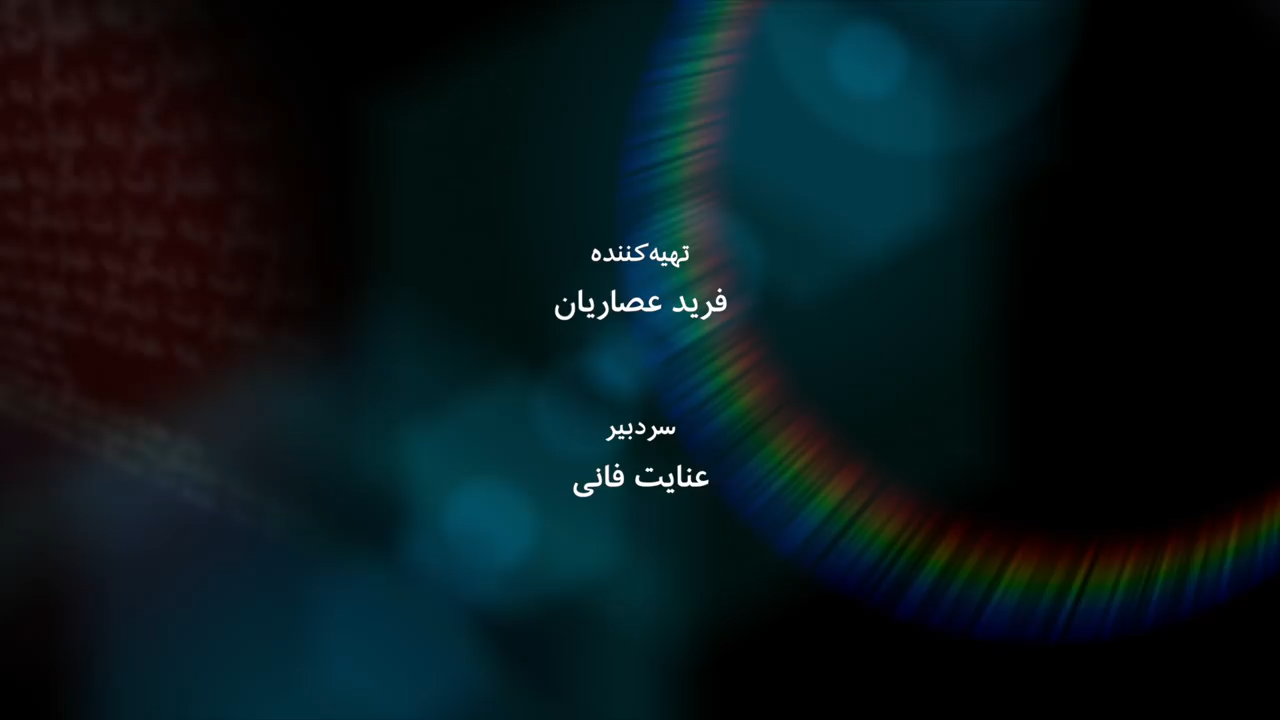 تهیه‌کننده
فرید عصاریان
سردبیر
عنایت فانی